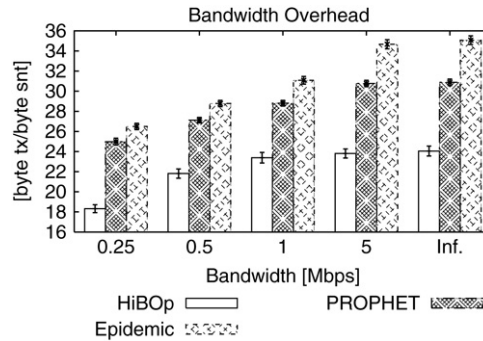 Bandwidth Overhead
[byte tx/byte snt]
36
34
32
30
28
26
24
22
20
18
16
0.25 0.5 1 5 Inf.
Bandwidth [Mbps]
HiBOp PROPHET
Epidemic